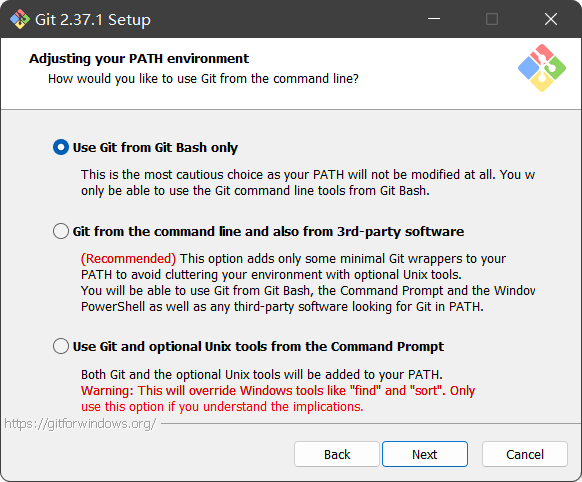 Git 2.37.1 Setup
Adjusting your PATH environment
How would you like to use Git from the command line?
Use Git from Git Bash only
This is the most cautious choice as your PATH will not be modified at all. You w
only be able to use the Git command line tools from Git Bash.
Git from the command line and also from 3rd-party software
(Recommended) This option adds only some minimal Git wrappers to your
PATH to avoid cluttering your environment with optional Unix tools.
You will be able to use Git from Git Bash, the Command Prompt and the Window
PowerShell as well as any third-party software looking for Git in PATH.
Use Git and optional Unix tools from the Command Prompt
Both Git and the optional Unix tools will be added to your PATH.
Warning: This will override Windows tools like "find" and "sort". Only
use this option if you understand the implications.
https://gitforwindows.org/
Back Next Cancel